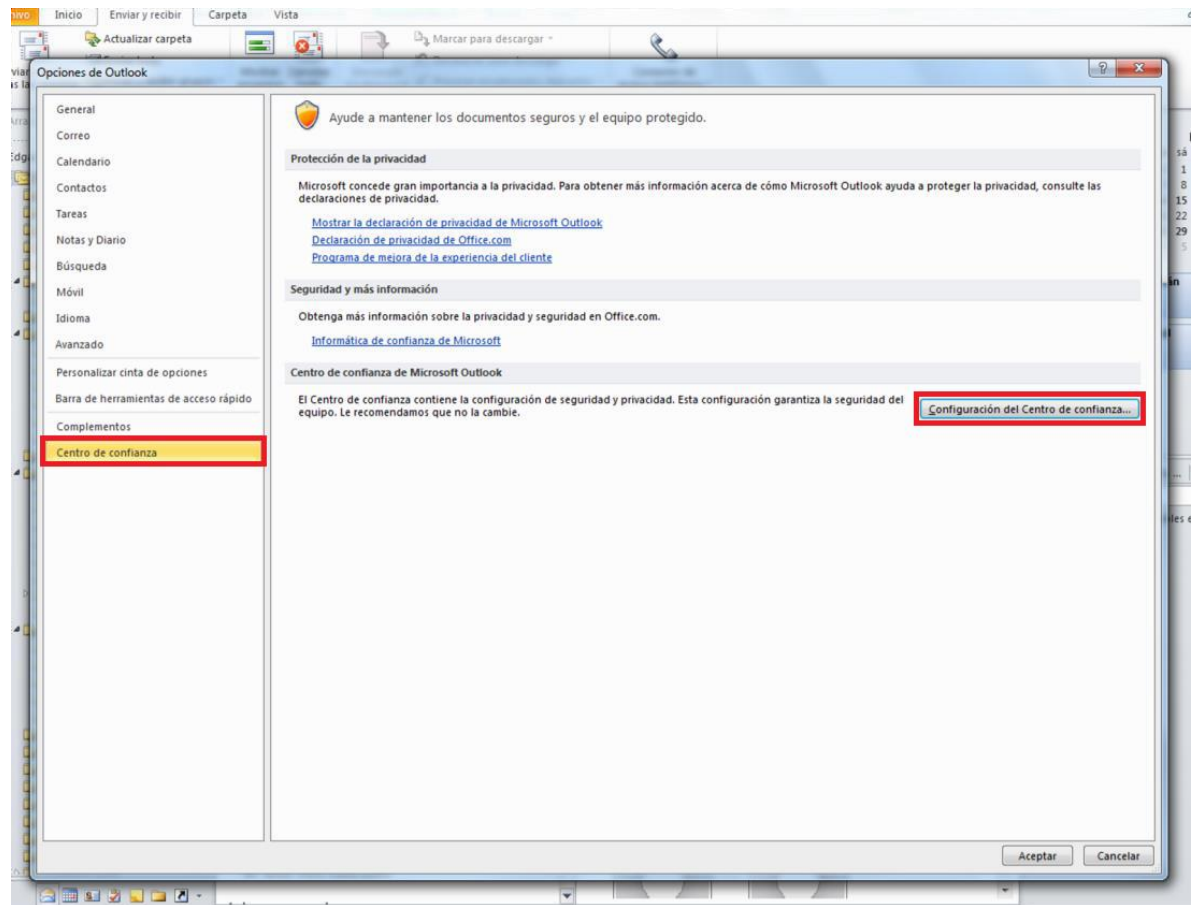 Inicio Enviar y recibir Carpeta Vista
Actualizar carpeta
Marcar para descargar
Opciones de Outlook
General
Correo
Calendario
Contactos
Tareas
Notas y Diario
Búsqueda
Móvil
Idioma
Avanzado
Personalizar cinta de opciones
Barra de herramientas de acceso rápido
Complementos
Centro de confianza
Ayude a mantener los documentos seguros y el equipo protegido.
Protección de la privacidad
Microsoft concede gran importancia a la privacidad. Para obtener más información acerca de cómo Microsoft Outlook ayuda a proteger la privacidad, consulte las
declaraciones de privacidad.
Mostrar la declaración de privacidad de Microsoft Outlook
Declaración de privacidad de Office.com
Programa de mejora de la experiencia del cliente
Seguridad y más información
Obtenga más información sobre la privacidad y seguridad en Office.com.
Informática de confianza de Microsoft
Centro de confianza de Microsoft Outlook
El Centro de confianza contiene la configuración de seguridad y privacidad. Esta configuración garantiza la seguridad del
equipo. Le recomendamos que no la cambie.
Configuración del Centro de confianza...
Aceptar Cancelar
sá
1
8
15
22
29
5